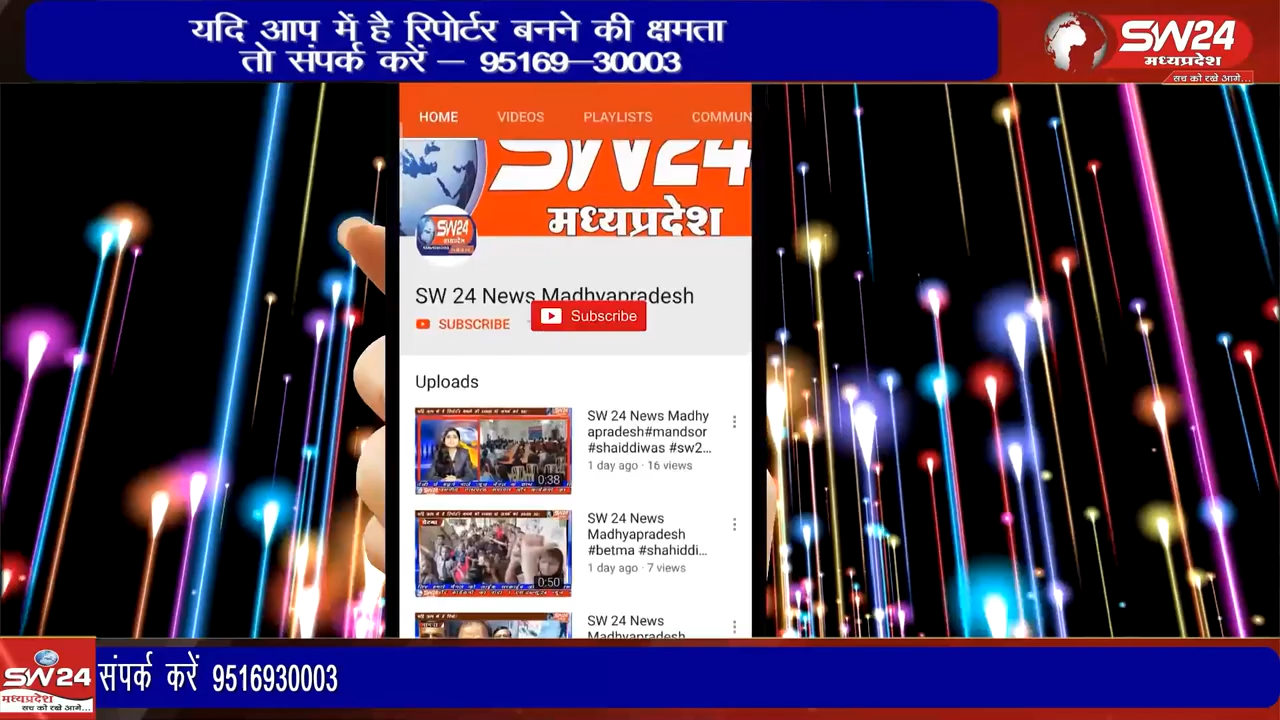 यदि आप में है रिपोर्टर बनने की क्षमता
तो संपर्क करें – 95169–30003
SW24
मध्यप्रदेश
सच को रखे आगे...
HOME VIDEOS PLAYLISTS COMMUN
SW24
मध्यप्रदेश
SW24
SW 24 News Madhyapradesh
SUBSCRIBE
Subscribe
Uploads
SW 24 News Madhy
apradesh#mandsor
#shaiddiwas #sw2...
1 day ago · 16 views
0:38
SW 24 News
Madhyapradesh
#betma #shahiddi...
1 day ago · 7 views
0:50
SW 24 News
Madhyapradesh
SW24
मध्यप्रदेश
सच को रखे आगे...
संपर्क करें 9516930003